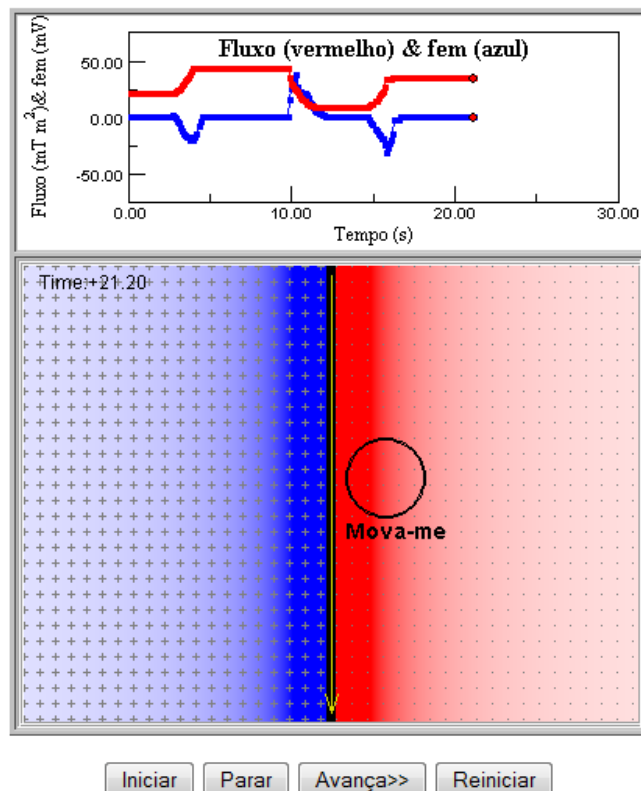 Fluxo (vermelho) & fem (azul)
Fluxo (mT m²)& fem (mV)
50.00
0.00
-50.00
0.00
10.00
20.00
30.00
Tempo (s)
Time:+21.20
Mova-me
Iniciar
Parar
Avança>>
Reiniciar